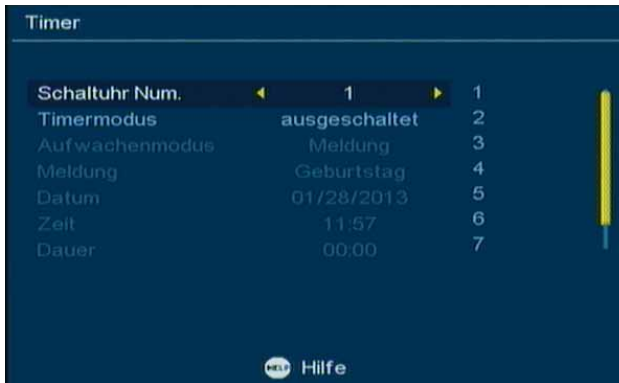 Timer
Schaltuhr Num. 1 1
Timermodus ausgeschaltet 2
Aufwachenmodus Meldung 3
Meldung Geburtstag 4
Datum 01/28/2013 5
Zeit 11:57 6
Dauer 00:00 7
HELP Hilfe